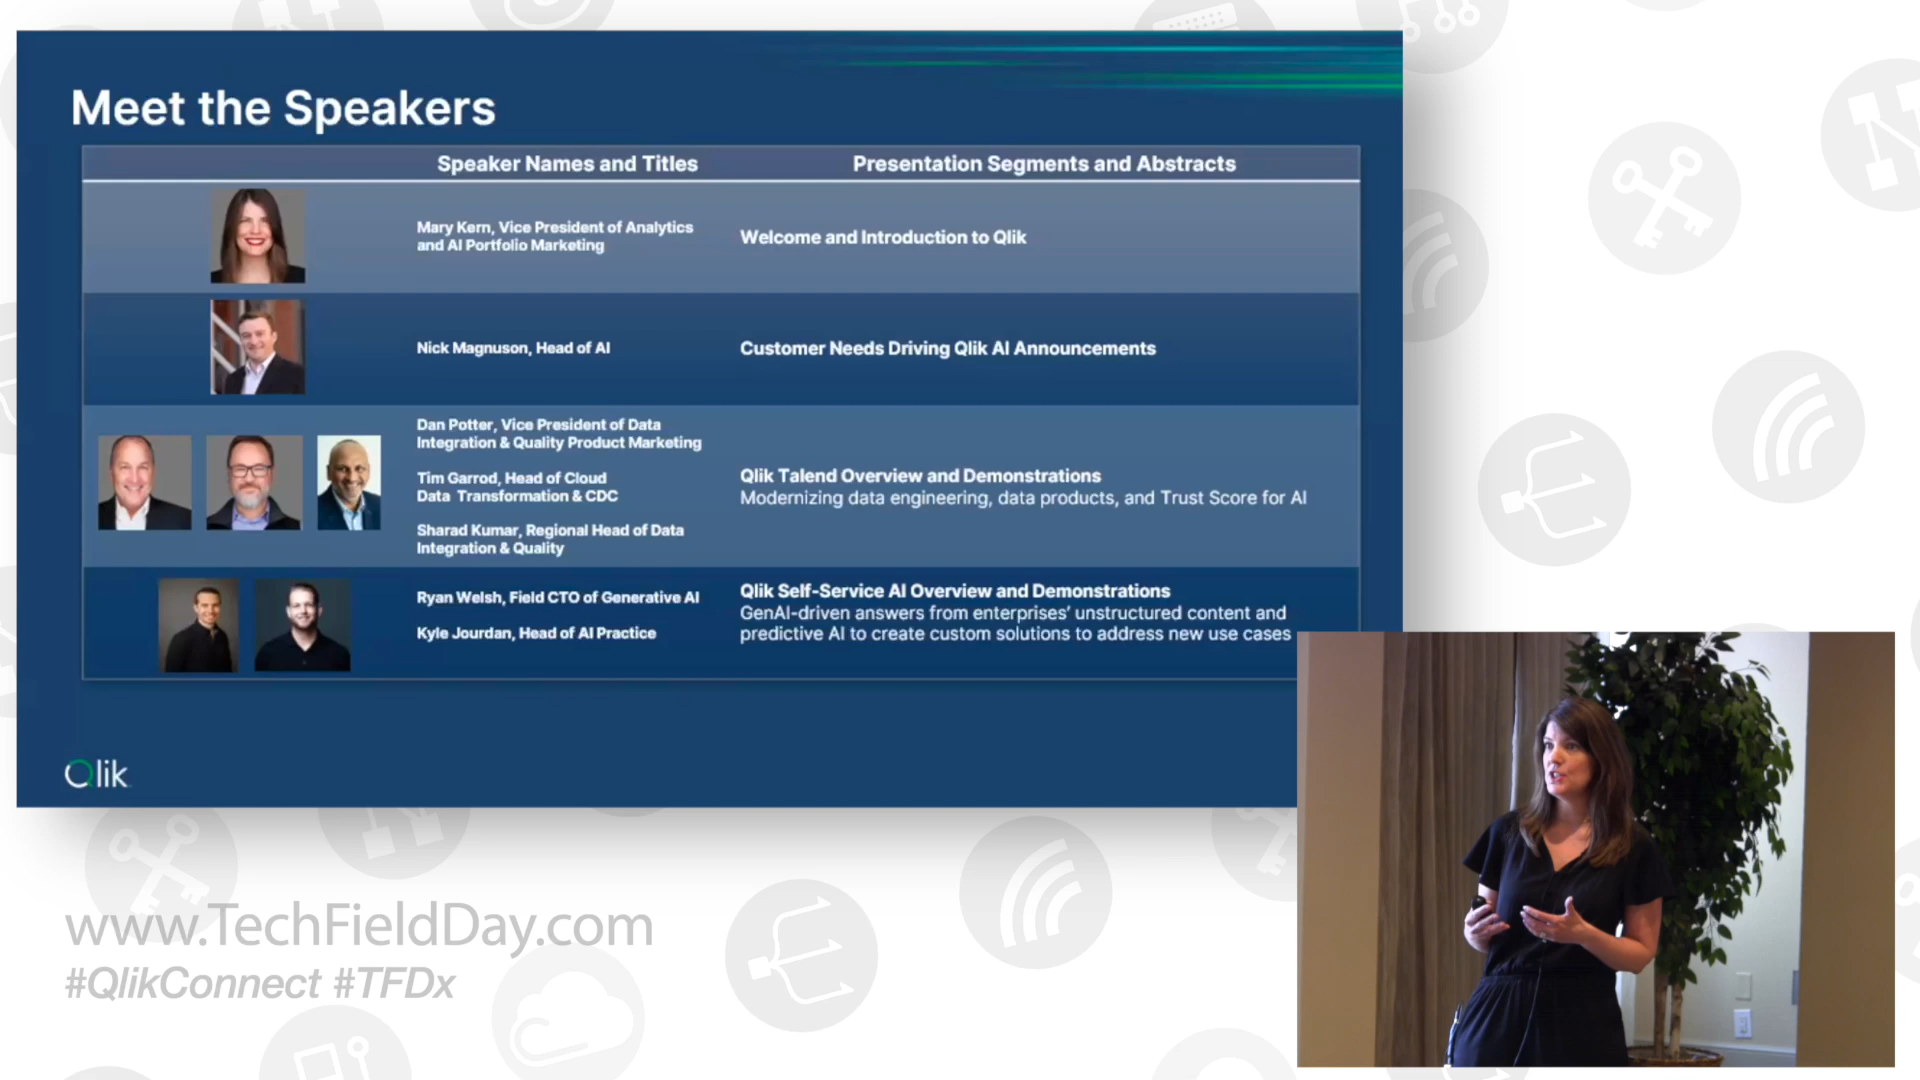 Meet the Speakers
Speaker Names and Titles
Presentation Segments and Abstracts
Mary Kern, Vice President of Analytics
and AI Portfolio Marketing
Welcome and Introduction to Qlik
Nick Magnuson, Head of AI
Customer Needs Driving Qlik AI Announcements
Dan Potter, Vice President of Data
Integration & Quality Product Marketing
Tim Garrod, Head of Cloud
Data Transformation & CDC
Sharad Kumar, Regional Head of Data
Integration & Quality
Qlik Talend Overview and Demonstrations
Modernizing data engineering, data products, and Trust Score for AI
Ryan Welsh, Field CTO of Generative AI
Kyle Jourdan, Head of AI Practice
Qlik Self-Service AI Overview and Demonstrations
GenAI-driven answers from enterprises' unstructured content and
predictive AI to create custom solutions to address new use cases
Qlik
www.TechFieldDay.com
#QlikConnect #TFDx